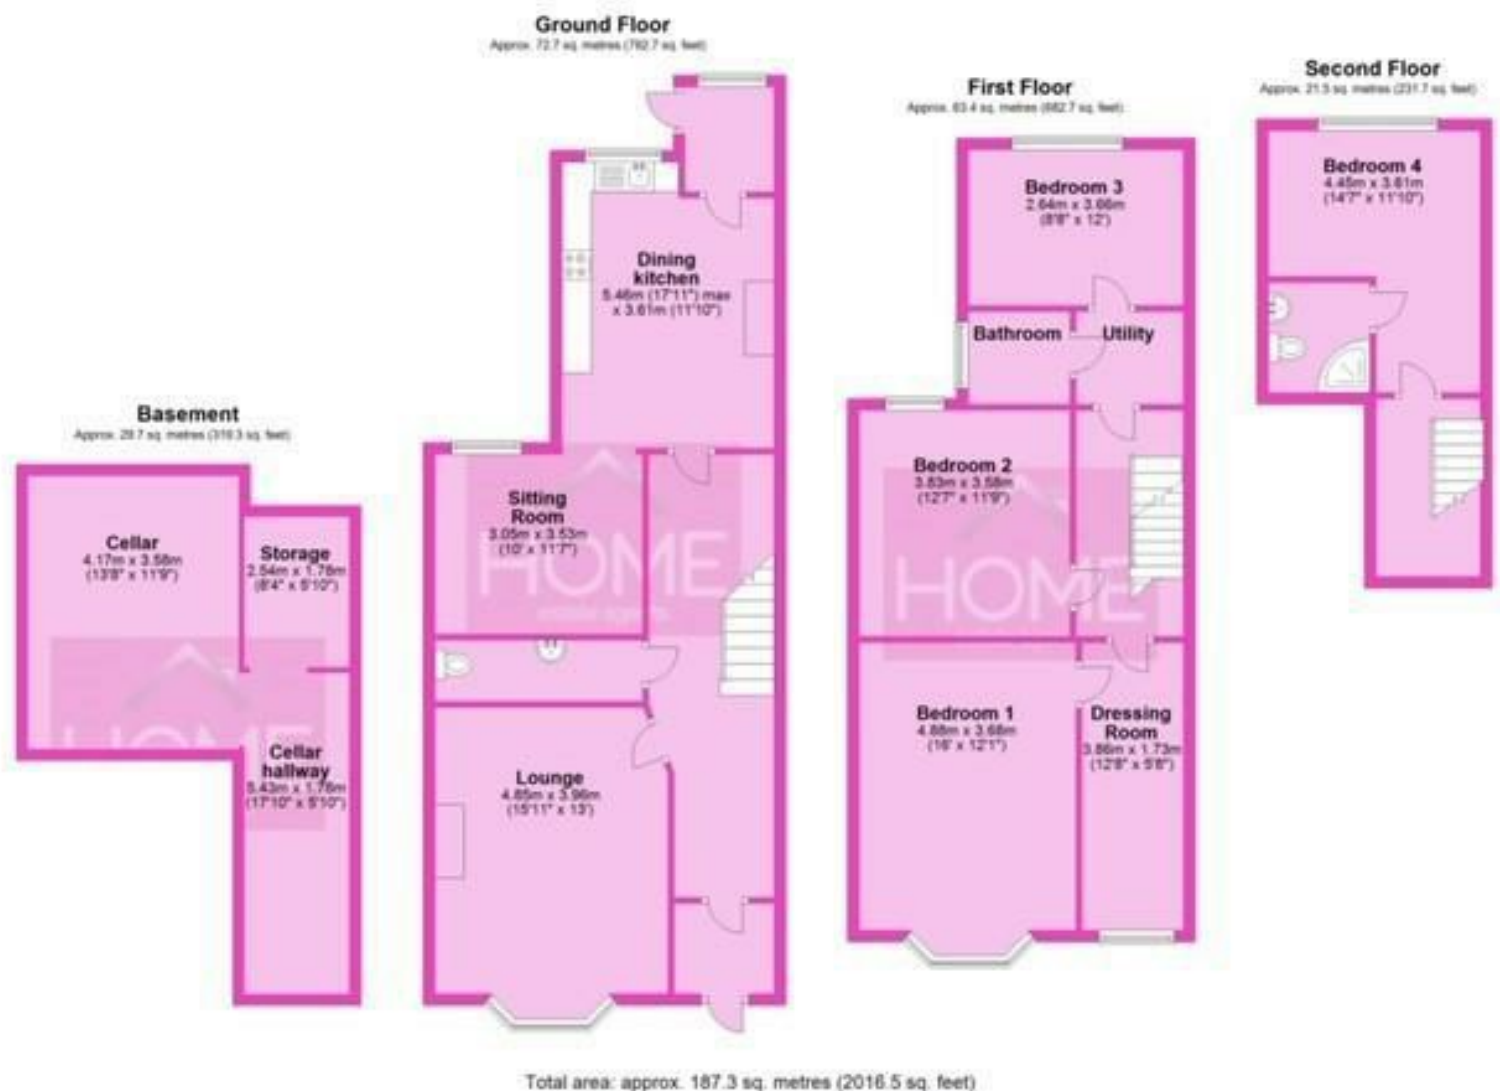 Ground Floor
Approx. 72.7 sq. metres (782.7 sq. feet)
Dining
kitchen
5.46m (17'11") max
x 3.61m (11'10")
Sitting
Room
3.05m x 3.53m
(10' x 11'7")
HOME
Lounge
4.85m x 3.96m
(15'11" x 13')
First Floor
Approx. 63.4 sq. metres (682.7 sq. feet)
Bedroom 3
2.64m x 3.66m
(8'8" x 12')
Bathroom
Utility
Bedroom 2
3.83m x 3.58m
(12'7" x 11'9")
HOME
Bedroom 1
4.88m x 3.68m
(16' x 12'1")
Dressing
Room
3.86m x 1.73m
(12'8" x 5'8")
Second Floor
Approx. 21.5 sq. metres (231.7 sq. feet)
Bedroom 4
4.45m x 3.61m
(14'7" x 11'10")
Basement
Approx. 29.7 sq. metres (319.3 sq. feet)
Cellar
4.17m x 3.58m
(13'8" x 11'9")
Storage
2.54m x 1.78m
(8'4" x 5'10")
HOME
Cellar
hallway
5.43m x 1.78m
(17'10" x 5'10")
Total area: approx. 187.3 sq. metres (2016.5 sq. feet)